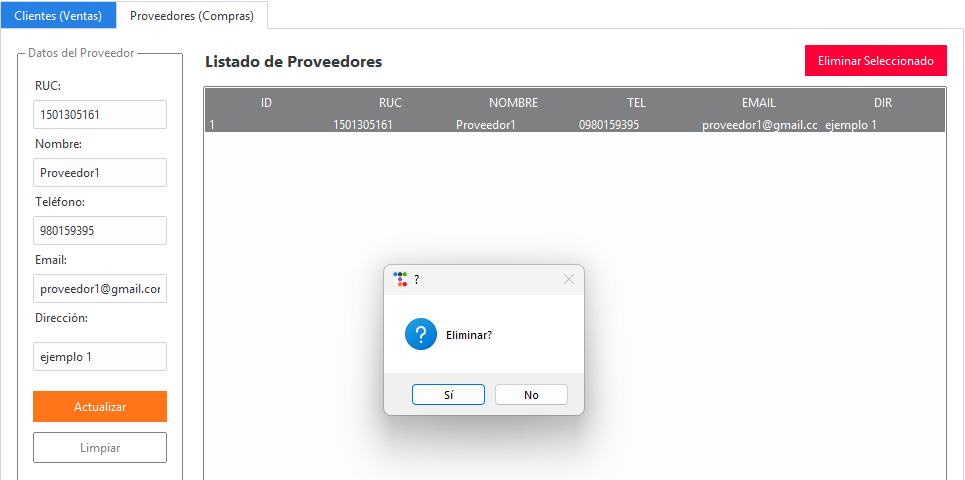 Clientes (Ventas)
Proveedores (Compras)
Datos del Proveedor
RUC:
1501305161
Nombre:
Proveedor1
Teléfono:
980159395
Email:
proveedor1@gmail.cor
Dirección:
ejemplo 1
Actualizar
Limpiar
Listado de Proveedores
Eliminar Seleccionado
ID RUC NOMBRE TEL EMAIL DIR
1 1501305161 Proveedor1 0980159395 proveedor1@gmail.cc ejemplo 1
?
?
Eliminar?
Sí
No